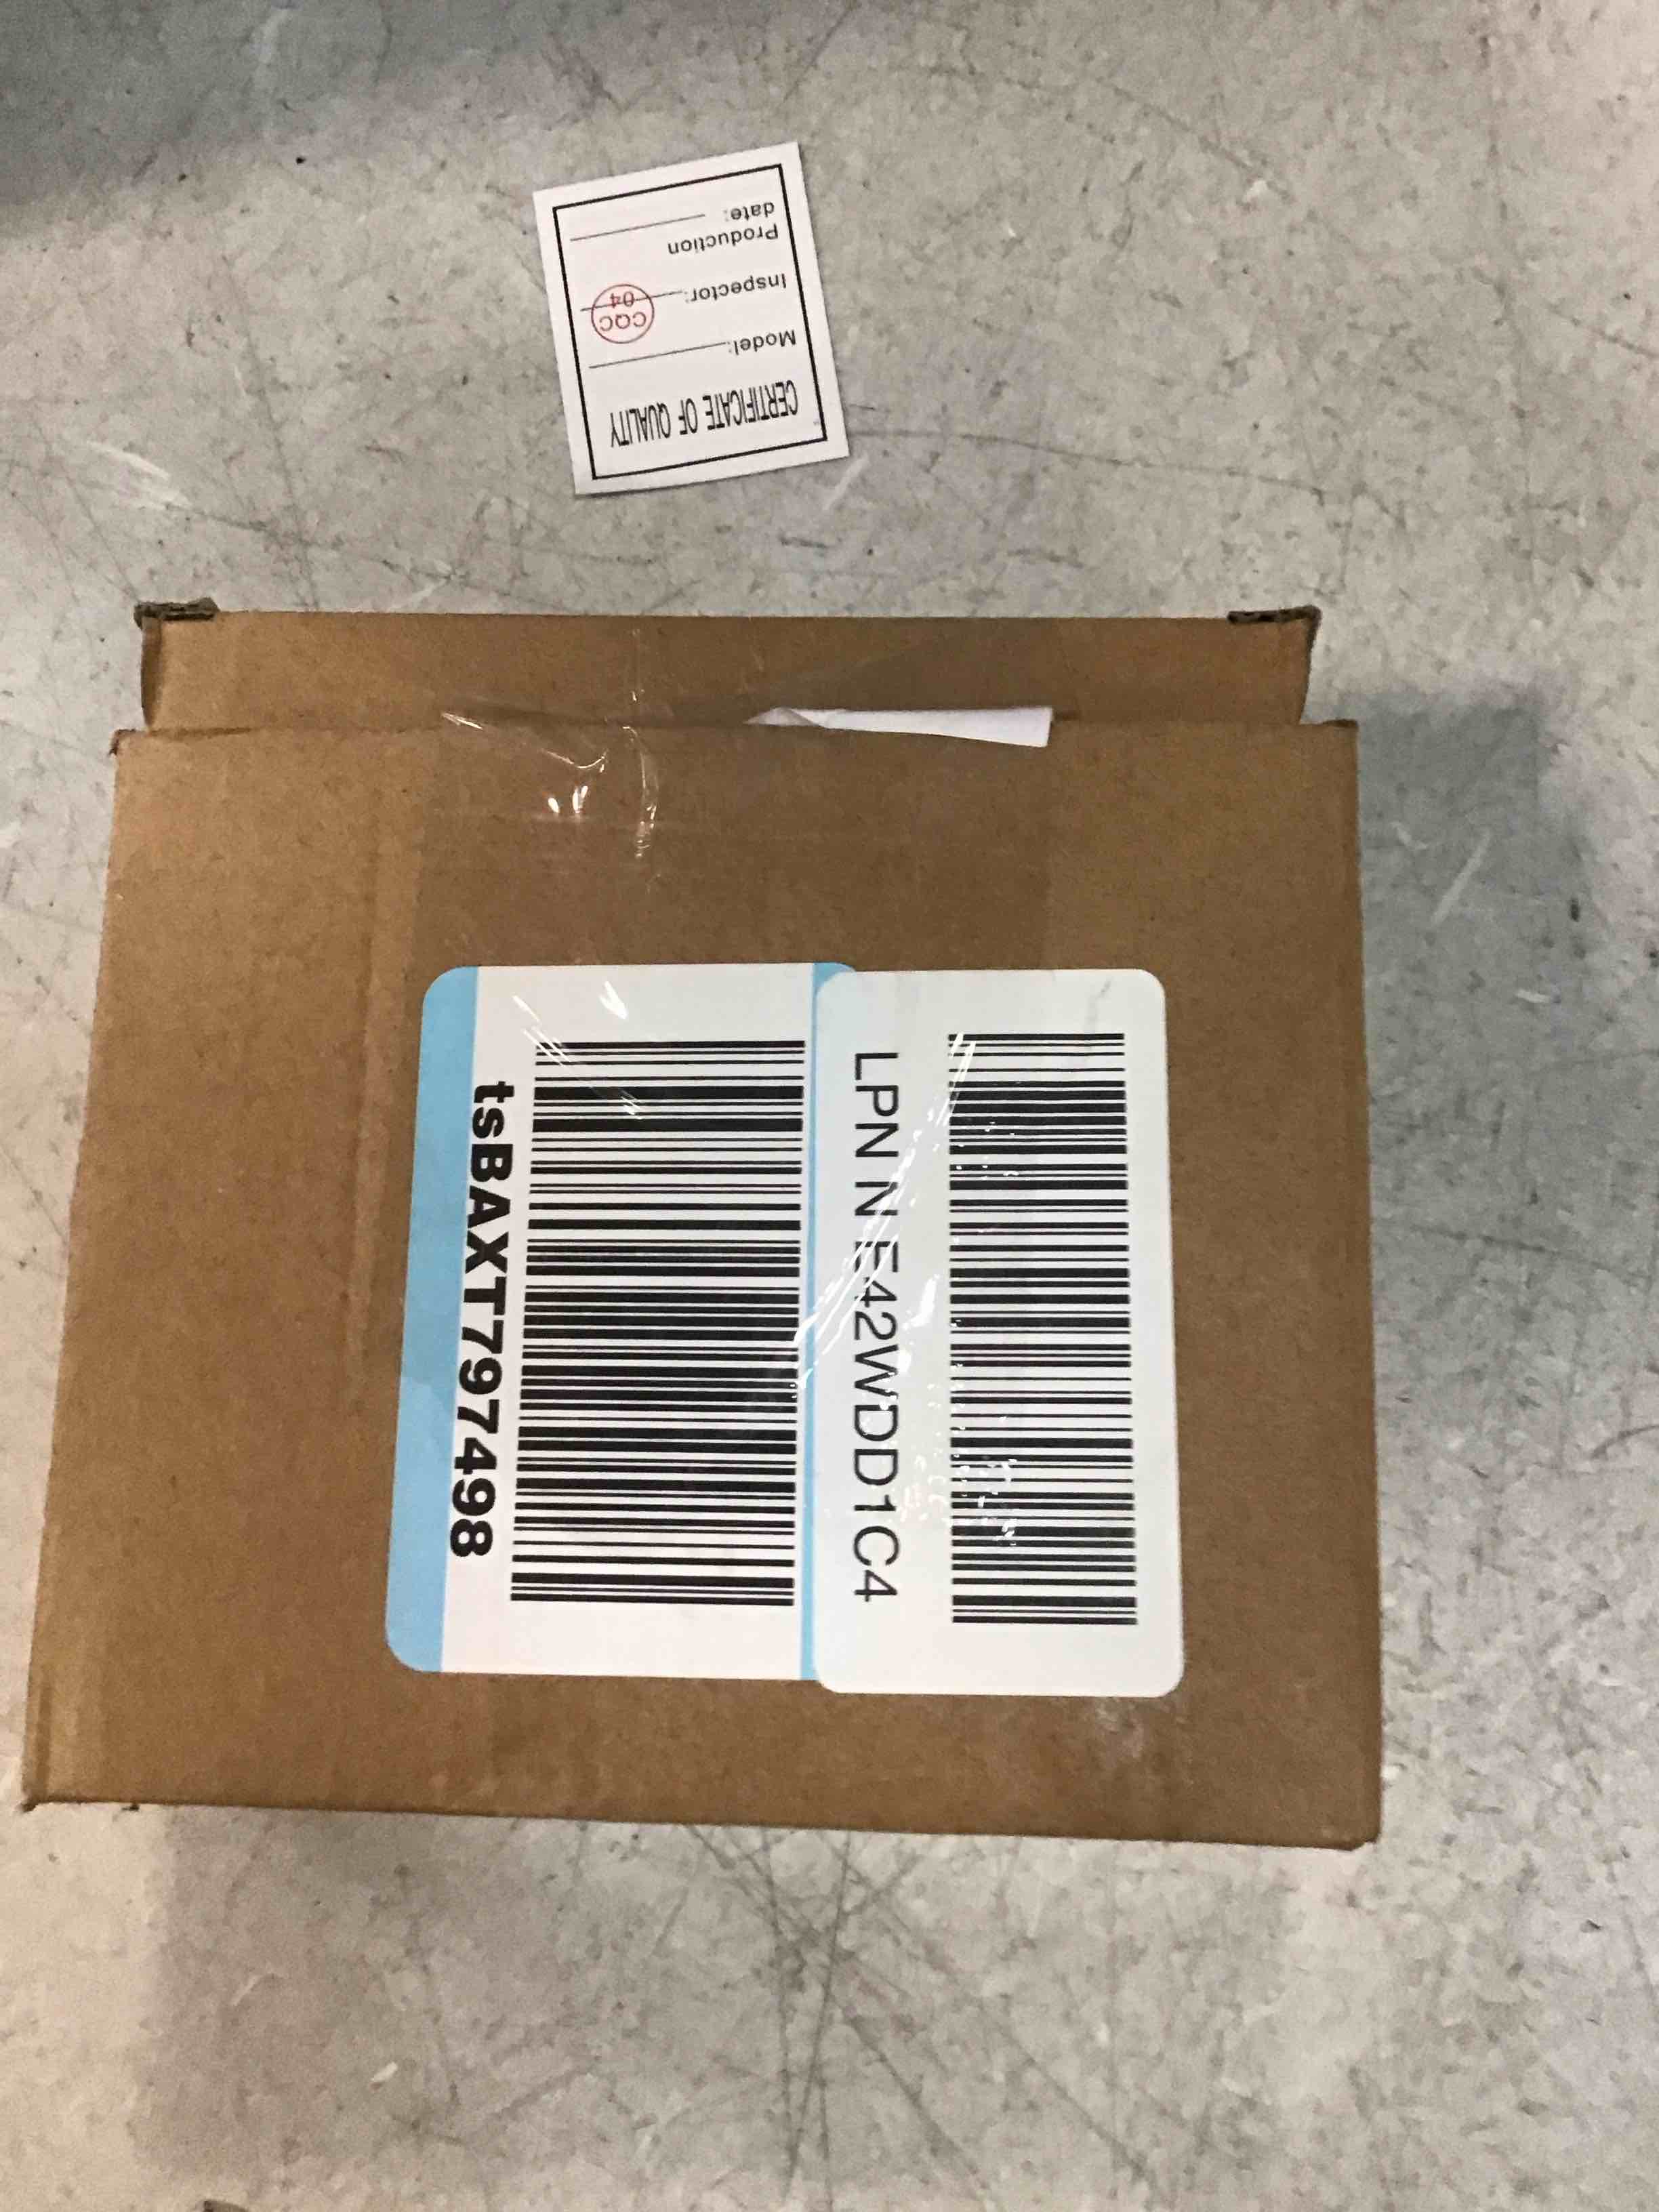 CERTIFICATE OF QUALITY
Model:
Inspector:
CQC
04
Production
date:
tsBAXT797498
LPN N E42WDD1C4